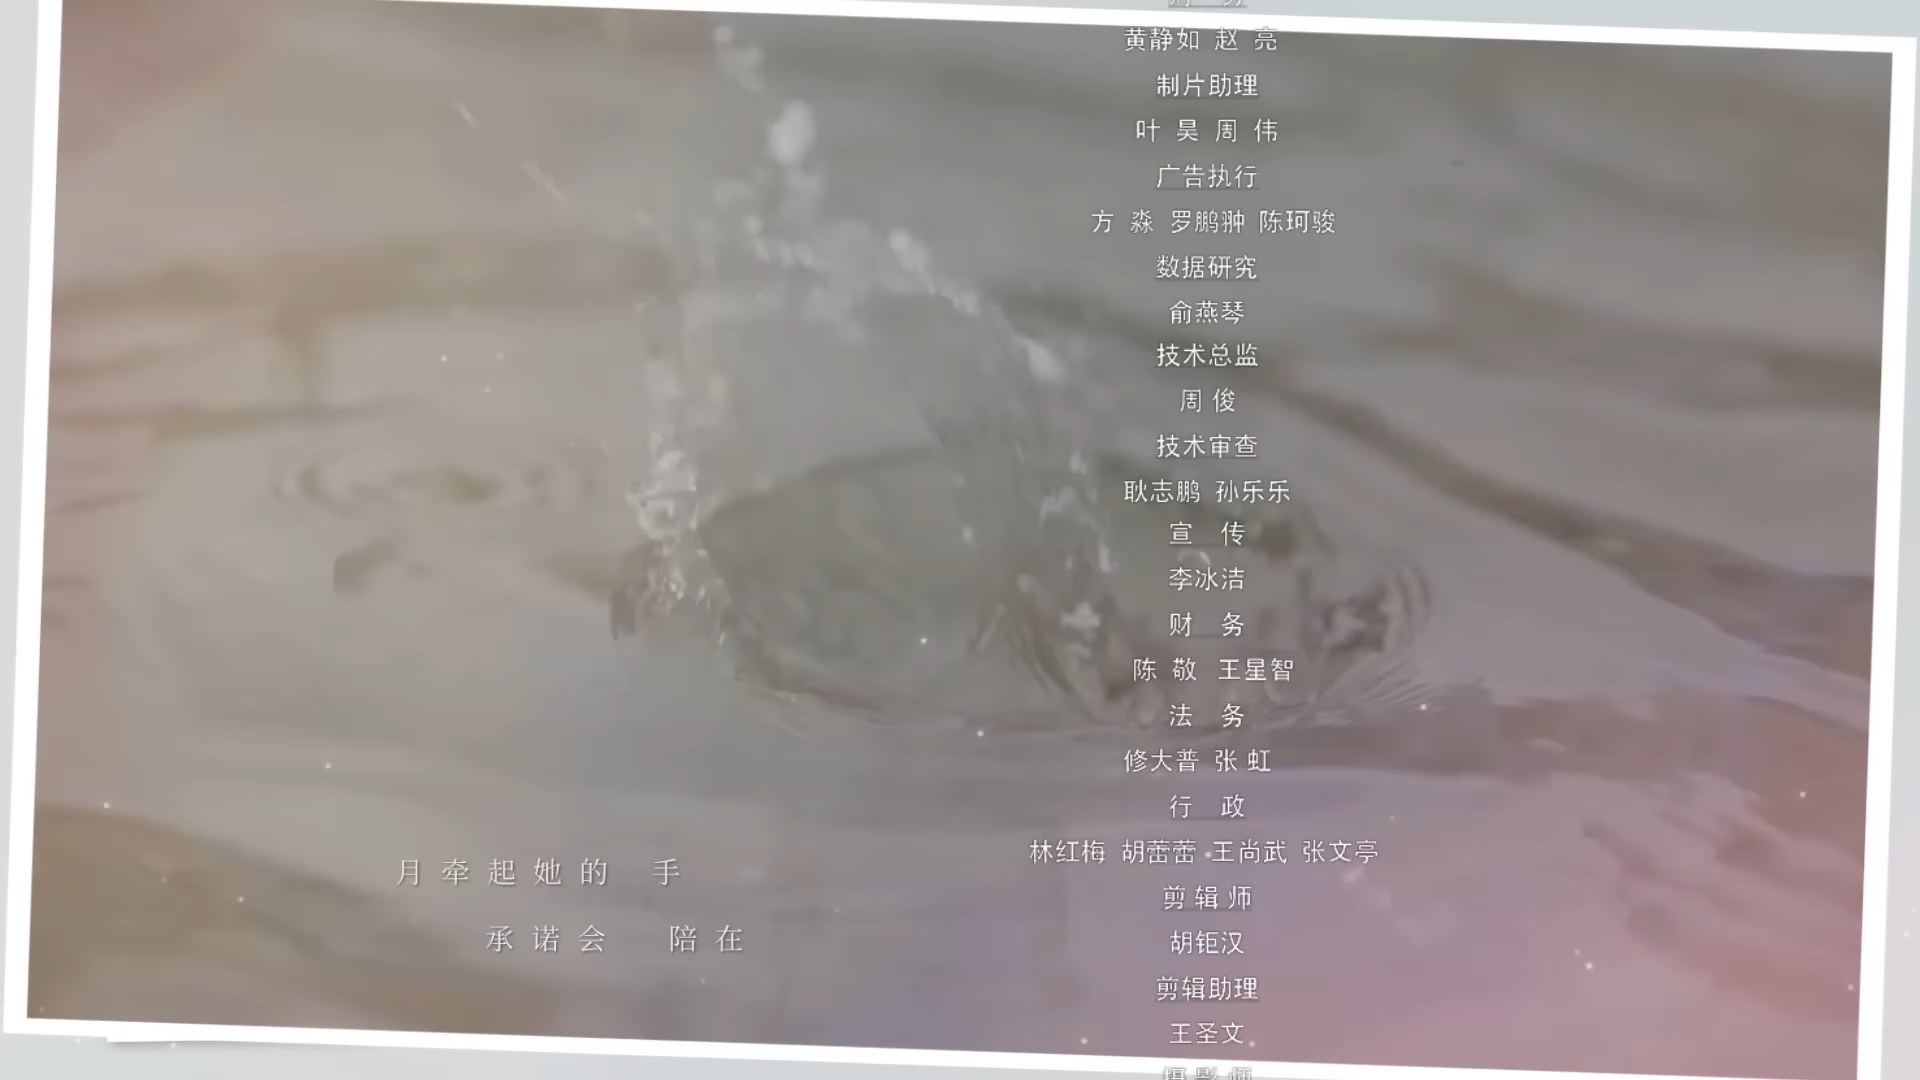 黄静如 赵 亮
制片助理
叶 昊 周 伟
广告执行
方 淼 罗鹏翀 陈珂骏
数据研究
俞燕琴
技术总监
周 俊
技术审查
耿志鹏 孙乐乐
宣 传
李冰洁
财 务
陈 敬 王星智
法 务
修大普 张 虹
行 政
林红梅 胡蕾蕾 王尚武 张文亭
剪 辑 师
胡钜汉
剪辑助理
王圣文
摄 影 师
月 牵 起 她 的 手
承 诺 会 陪 在